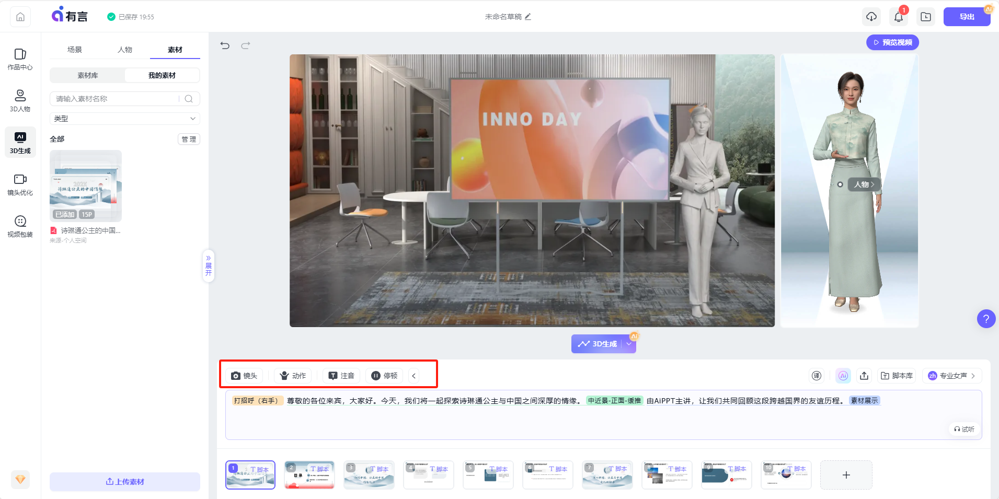 有言
已保存 19:55
未命名草稿
1
导出
Ai
作品中心
3D人物
AI
3D生成
镜头优化
视频包装
场景
人物
素材
素材库
我的素材
请输入素材名称
类型
全部
管理
202X
诗琳通公主的中国情缘
已添加
15P
诗琳通公主的中国...
来源-个人空间
展开
上传素材
预览视频
INNO DAY
人物
Ai
3D生成
?
镜头
动作
注音
停顿
译
Ai
脚本库
zh 专业女声
打招呼（右手） 尊敬的各位来宾，大家好。今天，我们将一起探索诗琳通公主与中国之间深厚的情缘。 中近景-正面-缓推 由AiPPT主讲，让我们共同回顾这段跨越国界的友谊历程。 素材展示
试听
1 脚本
2 脚本
目录
3 脚本
4 脚本
5 脚本
6 脚本
7 脚本
8 脚本
9 脚本
10 脚本